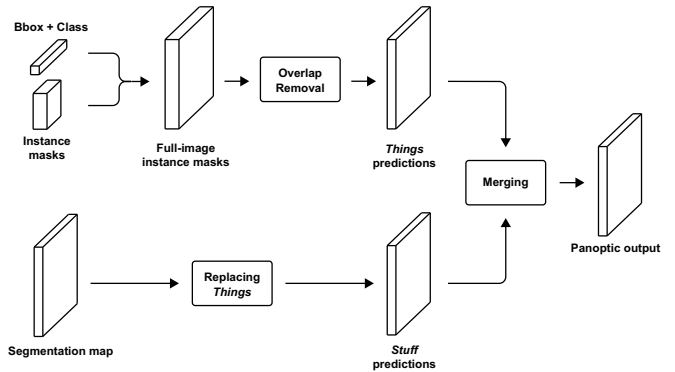 Bbox + Class
Instance
masks
Full-image
instance masks
Overlap
Removal
Things
predictions
Merging
Panoptic output
Segmentation map
Replacing
Things
Stuff
predictions